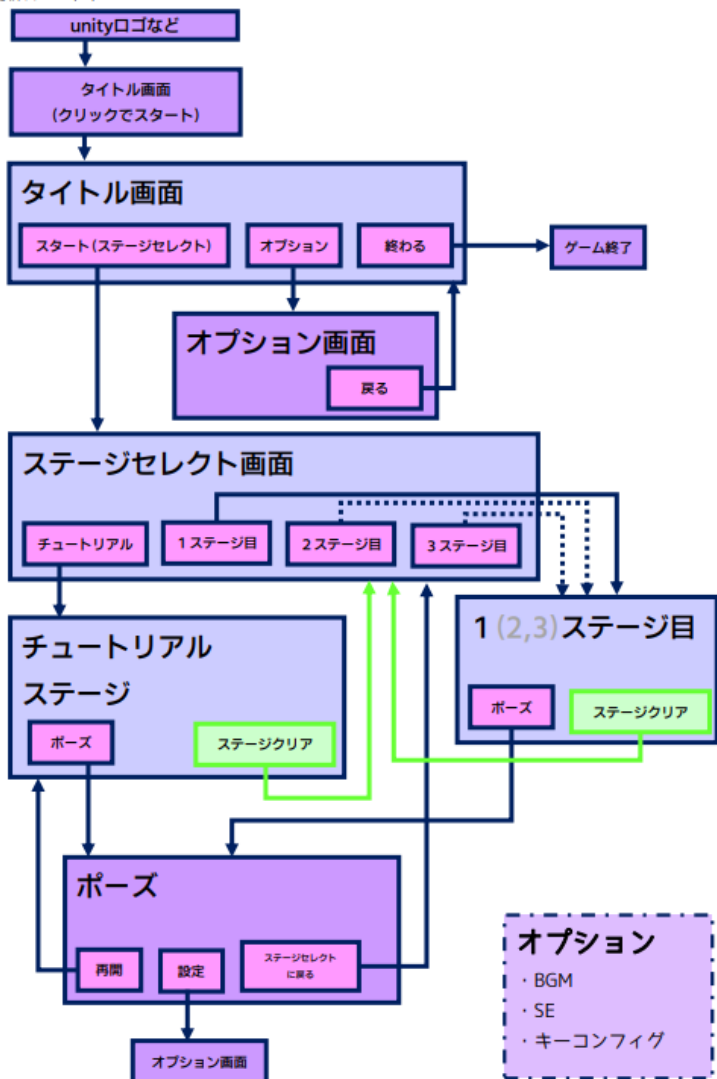 unityロゴなど
タイトル画面
(クリックでスタート)
タイトル画面
スタート(ステージセレクト)
オプション
終わる
ゲーム終了
オプション画面
戻る
ステージセレクト画面
チュートリアル
1ステージ目
2ステージ目
3ステージ目
チュートリアル
ステージ
ポーズ
ステージクリア
1(2,3)ステージ目
ポーズ
ステージクリア
ポーズ
再開
設定
ステージセレクト
に戻る
オプション画面
オプション
・BGM
・SE
・キーコンフィグ